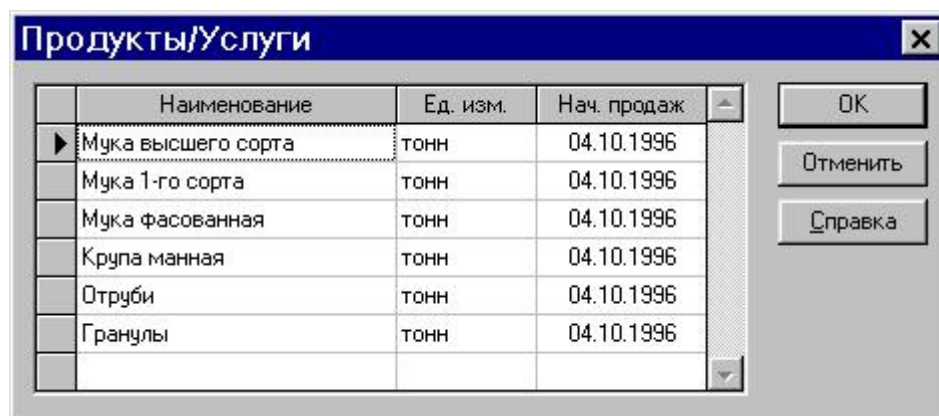 Продукты/Услуги
Наименование Ед. изм. Нач. продаж
Мука высшего сорта тонн 04.10.1996
Мука 1-го сорта тонн 04.10.1996
Мука фасованная тонн 04.10.1996
Крупа манная тонн 04.10.1996
Отруби тонн 04.10.1996
Гранулы тонн 04.10.1996
OK
Отменить
Справка